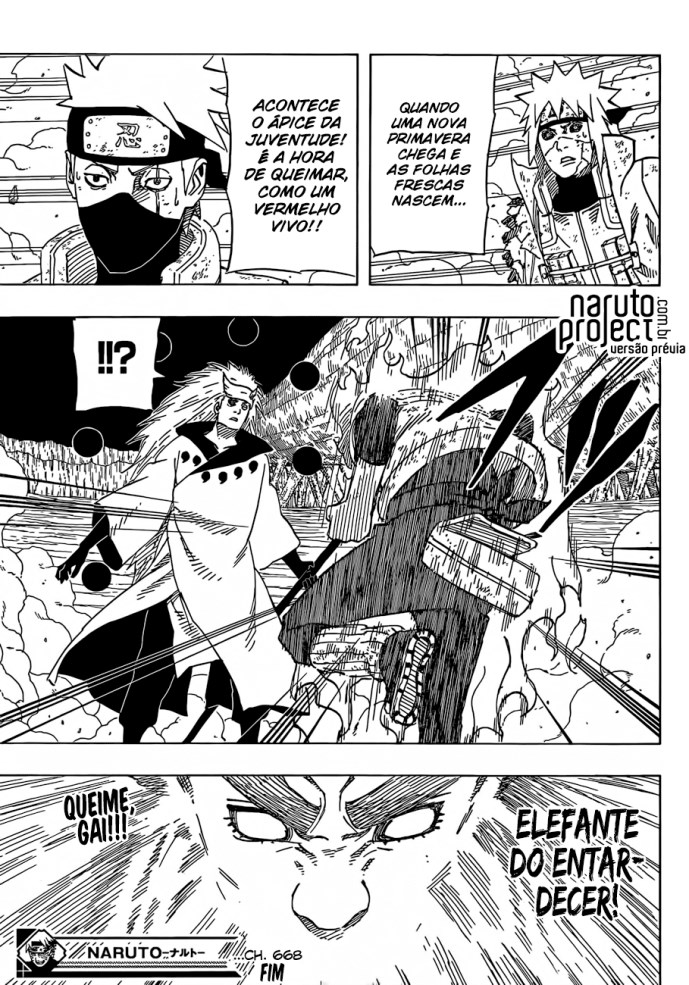 QUANDO
UMA NOVA
PRIMAVERA
CHEGA E
AS FOLHAS
FRESCAS
NASCEM...
ACONTECE
O ÁPICE DA
JUVENTUDE!
É A HORA
DE QUEIMAR,
COMO UM
VERMELHO
VIVO!!
忍
naruto
project.com.br
versão prévia
!!?
QUEIME,
GAI!!!
ELEFANTE
DO ENTAR-
DECER!
NARUTO－ナルト－
...CH. 668
FIM